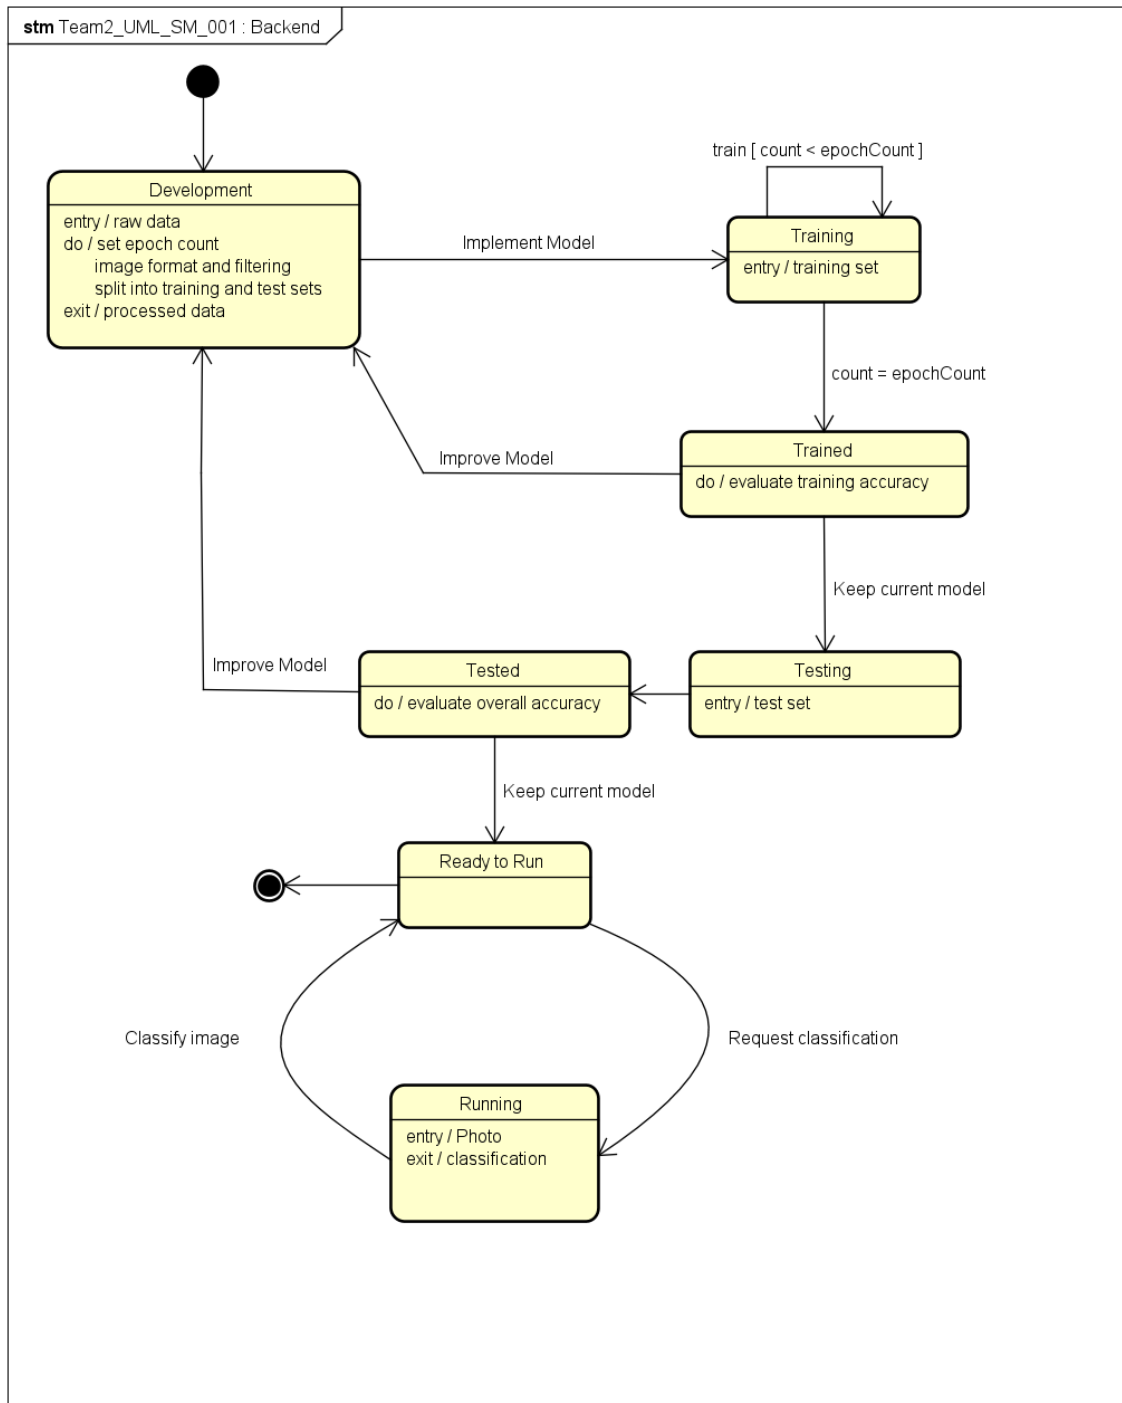 stm Team2_UML_SM_001 : Backend
train [ count < epochCount ]
Development
entry / raw data
do / set epoch count
image format and filtering
split into training and test sets
exit / processed data
Implement Model
Training
entry / training set
count = epochCount
Improve Model
Trained
do / evaluate training accuracy
Keep current model
Improve Model
Tested
do / evaluate overall accuracy
Testing
entry / test set
Keep current model
Ready to Run
Classify image
Request classification
Running
entry / Photo
exit / classification